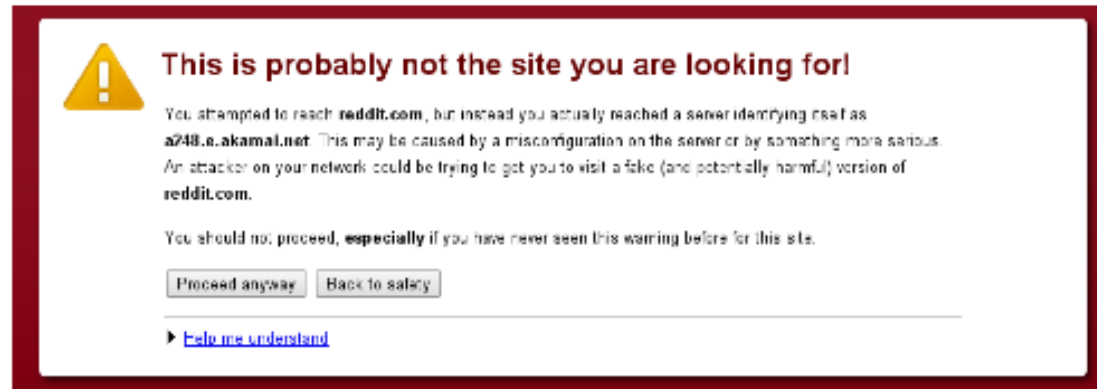 This is probably not the site you are looking for!
You attempted to reach reddit.com, but instead you actually reached a server identifying itself as
a248.e.akamai.net. This may be caused by a misconfiguration on the server or by something more serious.
An attacker on your network could be trying to get you to visit a fake (and potentially harmful) version of
reddit.com.
You should not proceed, especially if you have never seen this warning before for this site.
Proceed anyway
Back to safety
Help me understand